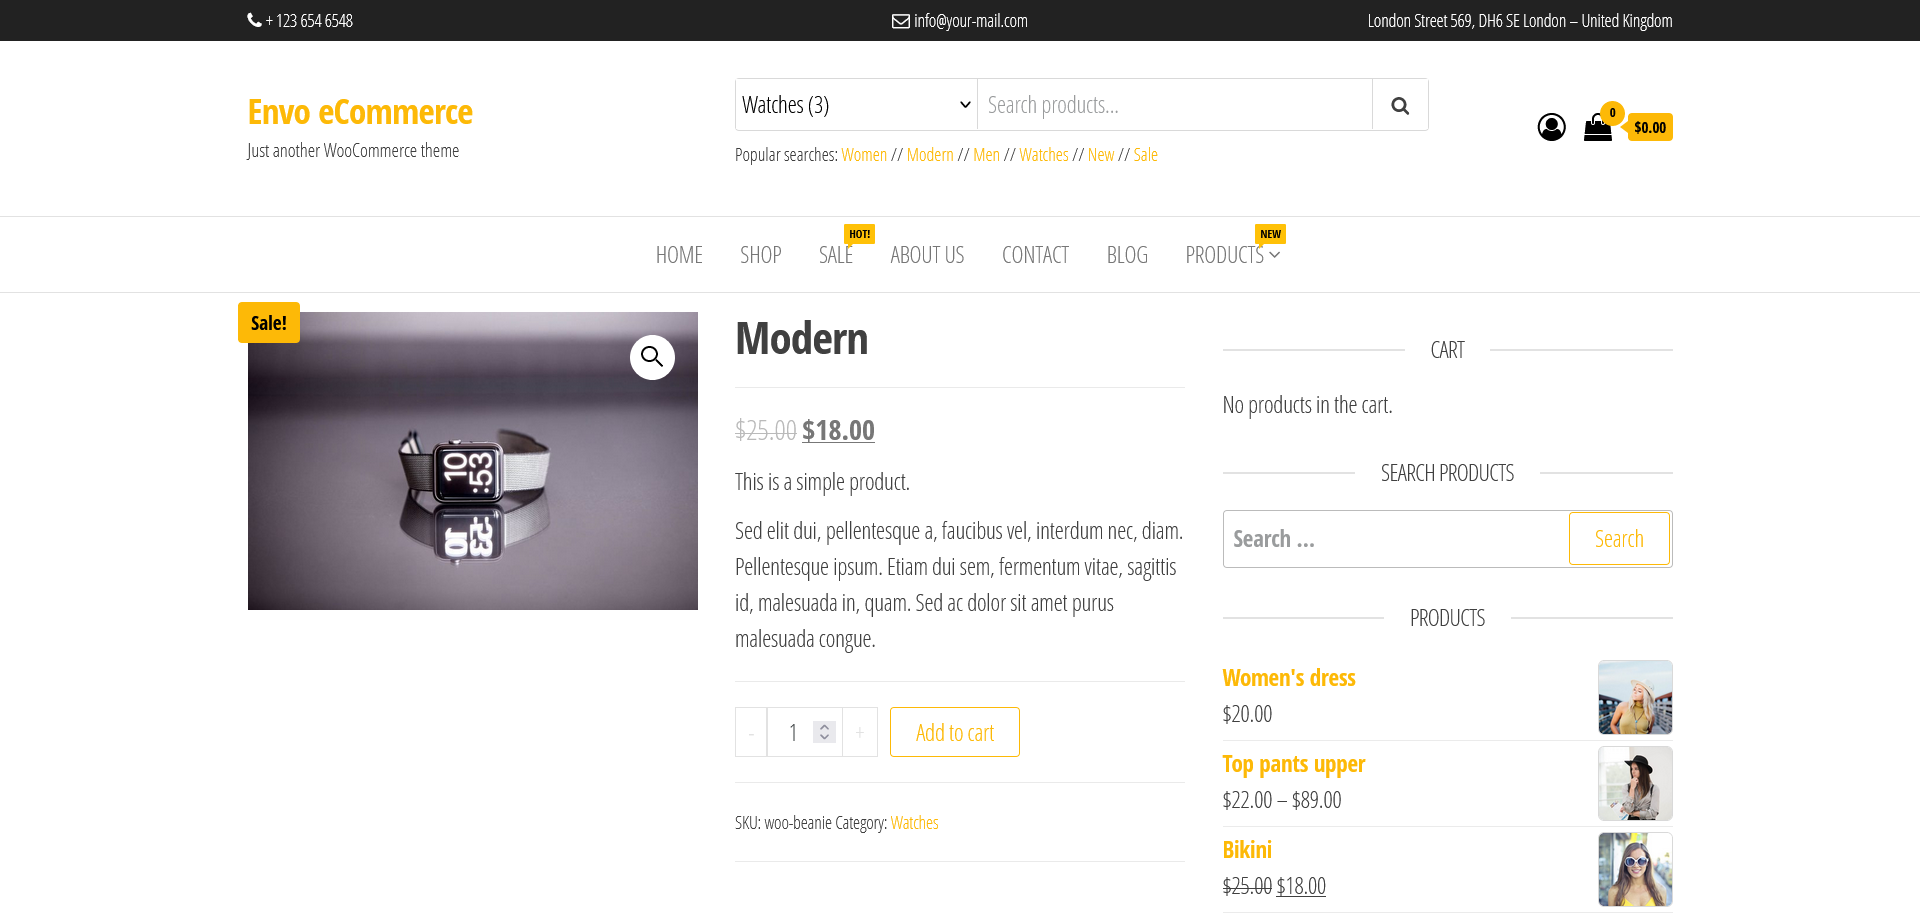 + 123 654 6548
info@your-mail.com
London Street 569, DH6 SE London – United Kingdom
Envo eCommerce
Just another WooCommerce theme
Watches (3)
Search products...
Popular searches: Women // Modern // Men // Watches // New // Sale
0
$0.00
HOME
SHOP
SALE
HOT!
ABOUT US
CONTACT
BLOG
PRODUCTS
NEW
Sale!
10
:53
Modern
$25.00 $18.00
This is a simple product.
Sed elit dui, pellentesque a, faucibus vel, interdum nec, diam.
Pellentesque ipsum. Etiam dui sem, fermentum vitae, sagittis
id, malesuada in, quam. Sed ac dolor sit amet purus
malesuada congue.
- 1 +
Add to cart
SKU: woo-beanie Category: Watches
CART
No products in the cart.
SEARCH PRODUCTS
Search ...
Search
PRODUCTS
Women's dress
$20.00
Top pants upper
$22.00 – $89.00
Bikini
$25.00 $18.00